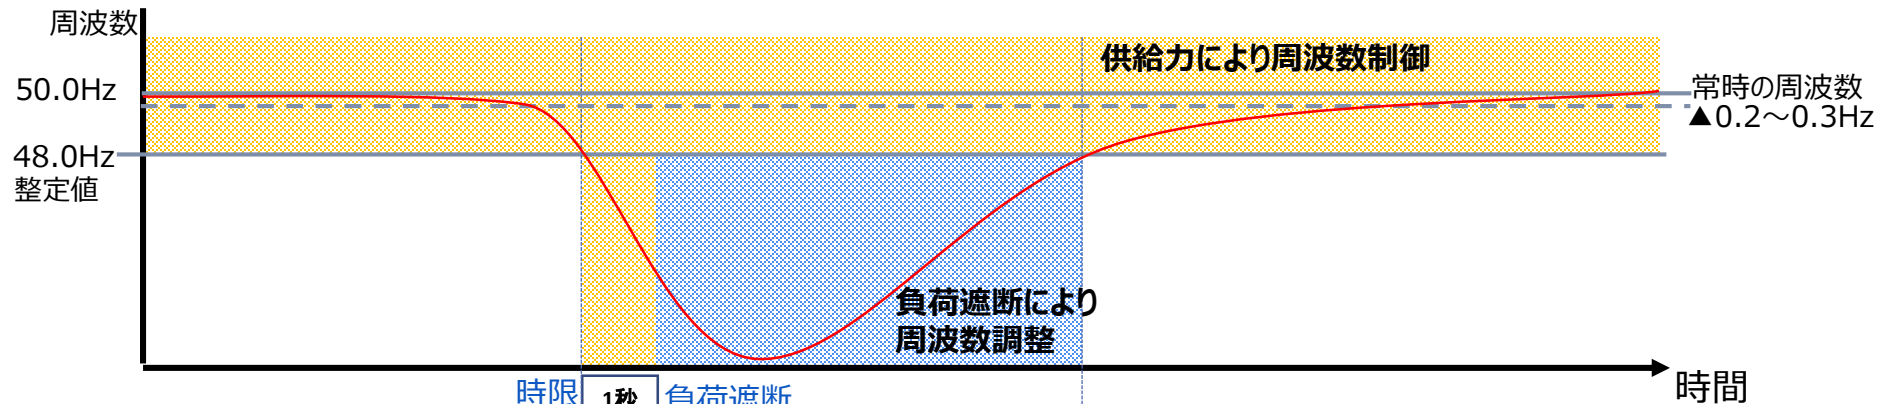 周波数
供給力により周波数制御
50.0Hz
常時の周波数
▲0.2～0.3Hz
48.0Hz
整定値
負荷遮断により
周波数調整
時間
時限
1秒
負荷遮断